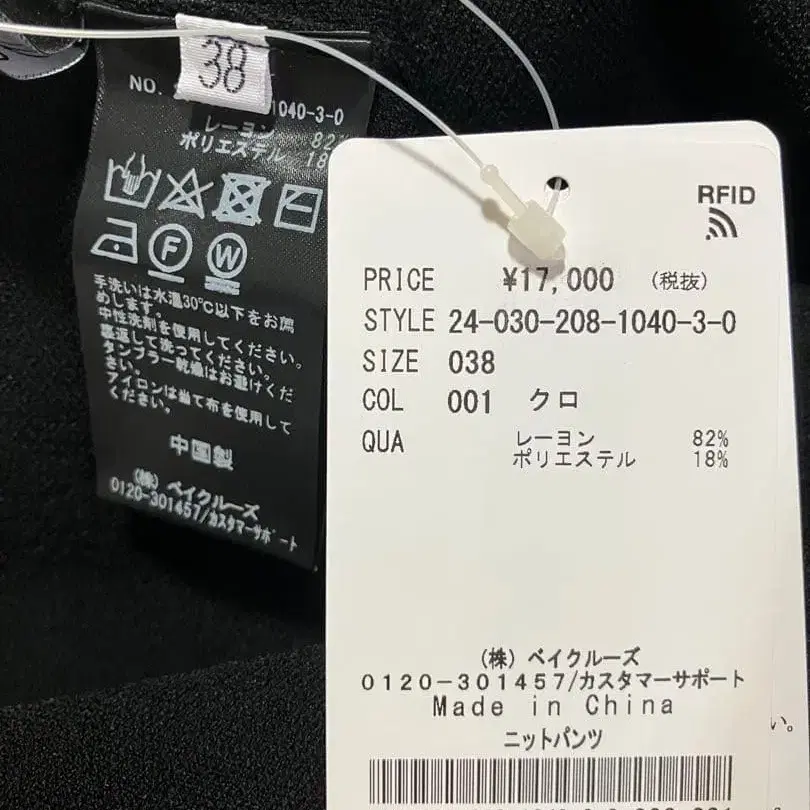 38
NO.
1040-3-0
レーヨン 82%
ポリエステル 18
F
W
手洗いは水温30℃以下をお薦
めします。
中性洗剤を使用してください。
裏返して洗ってください。
タンブラー乾燥はお避けくだ
さい。
アイロンは当て布を使用して
ください。
中国製
(株) ベイクルーズ
0120-301457/カスタマーサポート
RFID
PRICE ¥17,000 (税抜)
STYLE 24-030-208-1040-3-0
SIZE 038
COL 001 クロ
QUA レーヨン 82%
ポリエステル 18%
(株) ベイクルーズ
0120-301457/カスタマーサポート
Made in China
ニットパンツ
い。